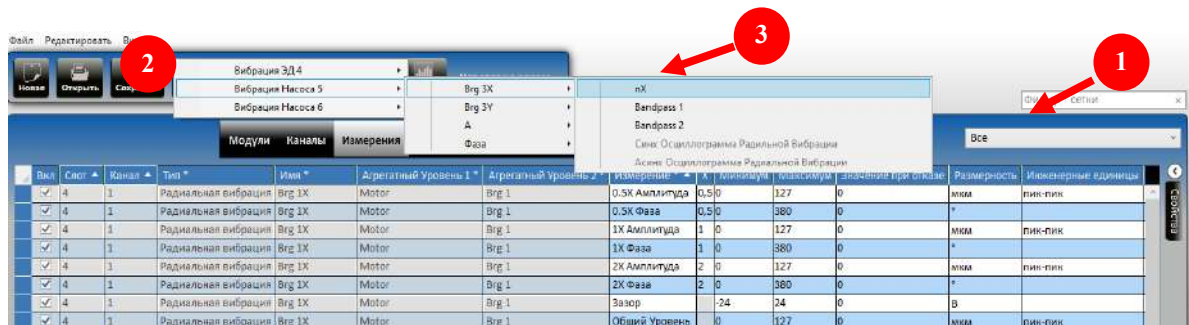 3
1
2
Файл Редактировать
Новая Открыть
Вибрация ЭД4
Вибрация Насоса 5
Вибрация Насоса 6
Brg 3X
Brg 3Y
A
Фаза
nX
Bandpass 1
Bandpass 2
Синх Осциллограмма Радиальной Вибрации
Асинх Осциллограмма Радиальной Вибрации
сетки x
Все
Модули Каналы Измерения
Вкл Слот Канал Тип * Имя * Агрегатный Уровень 1 * Агрегатный Уровень 2 * Измерение * X Минимум Максимум Значение при отказе Размерность Инженерные единицы
Свойства
4 1 Радиальная вибрация Brg 1X Motor Brg 1 0.5X Амплитуда 0,5 0 127 0 мкм пик-пик
4 1 Радиальная вибрация Brg 1X Motor Brg 1 0.5X Фаза 0,5 0 380 0 °
4 1 Радиальная вибрация Brg 1X Motor Brg 1 1X Амплитуда 1 0 127 0 мкм пик-пик
4 1 Радиальная вибрация Brg 1X Motor Brg 1 1X Фаза 1 0 380 0 °
4 1 Радиальная вибрация Brg 1X Motor Brg 1 2X Амплитуда 2 0 127 0 мкм пик-пик
4 1 Радиальная вибрация Brg 1X Motor Brg 1 2X Фаза 2 0 380 0 °
4 1 Радиальная вибрация Brg 1X Motor Brg 1 Зазор -24 24 0 В
4 1 Радиальная вибрация Brg 1X Motor Brg 1 Общий Уровень 0 127 0 мкм пик-пик